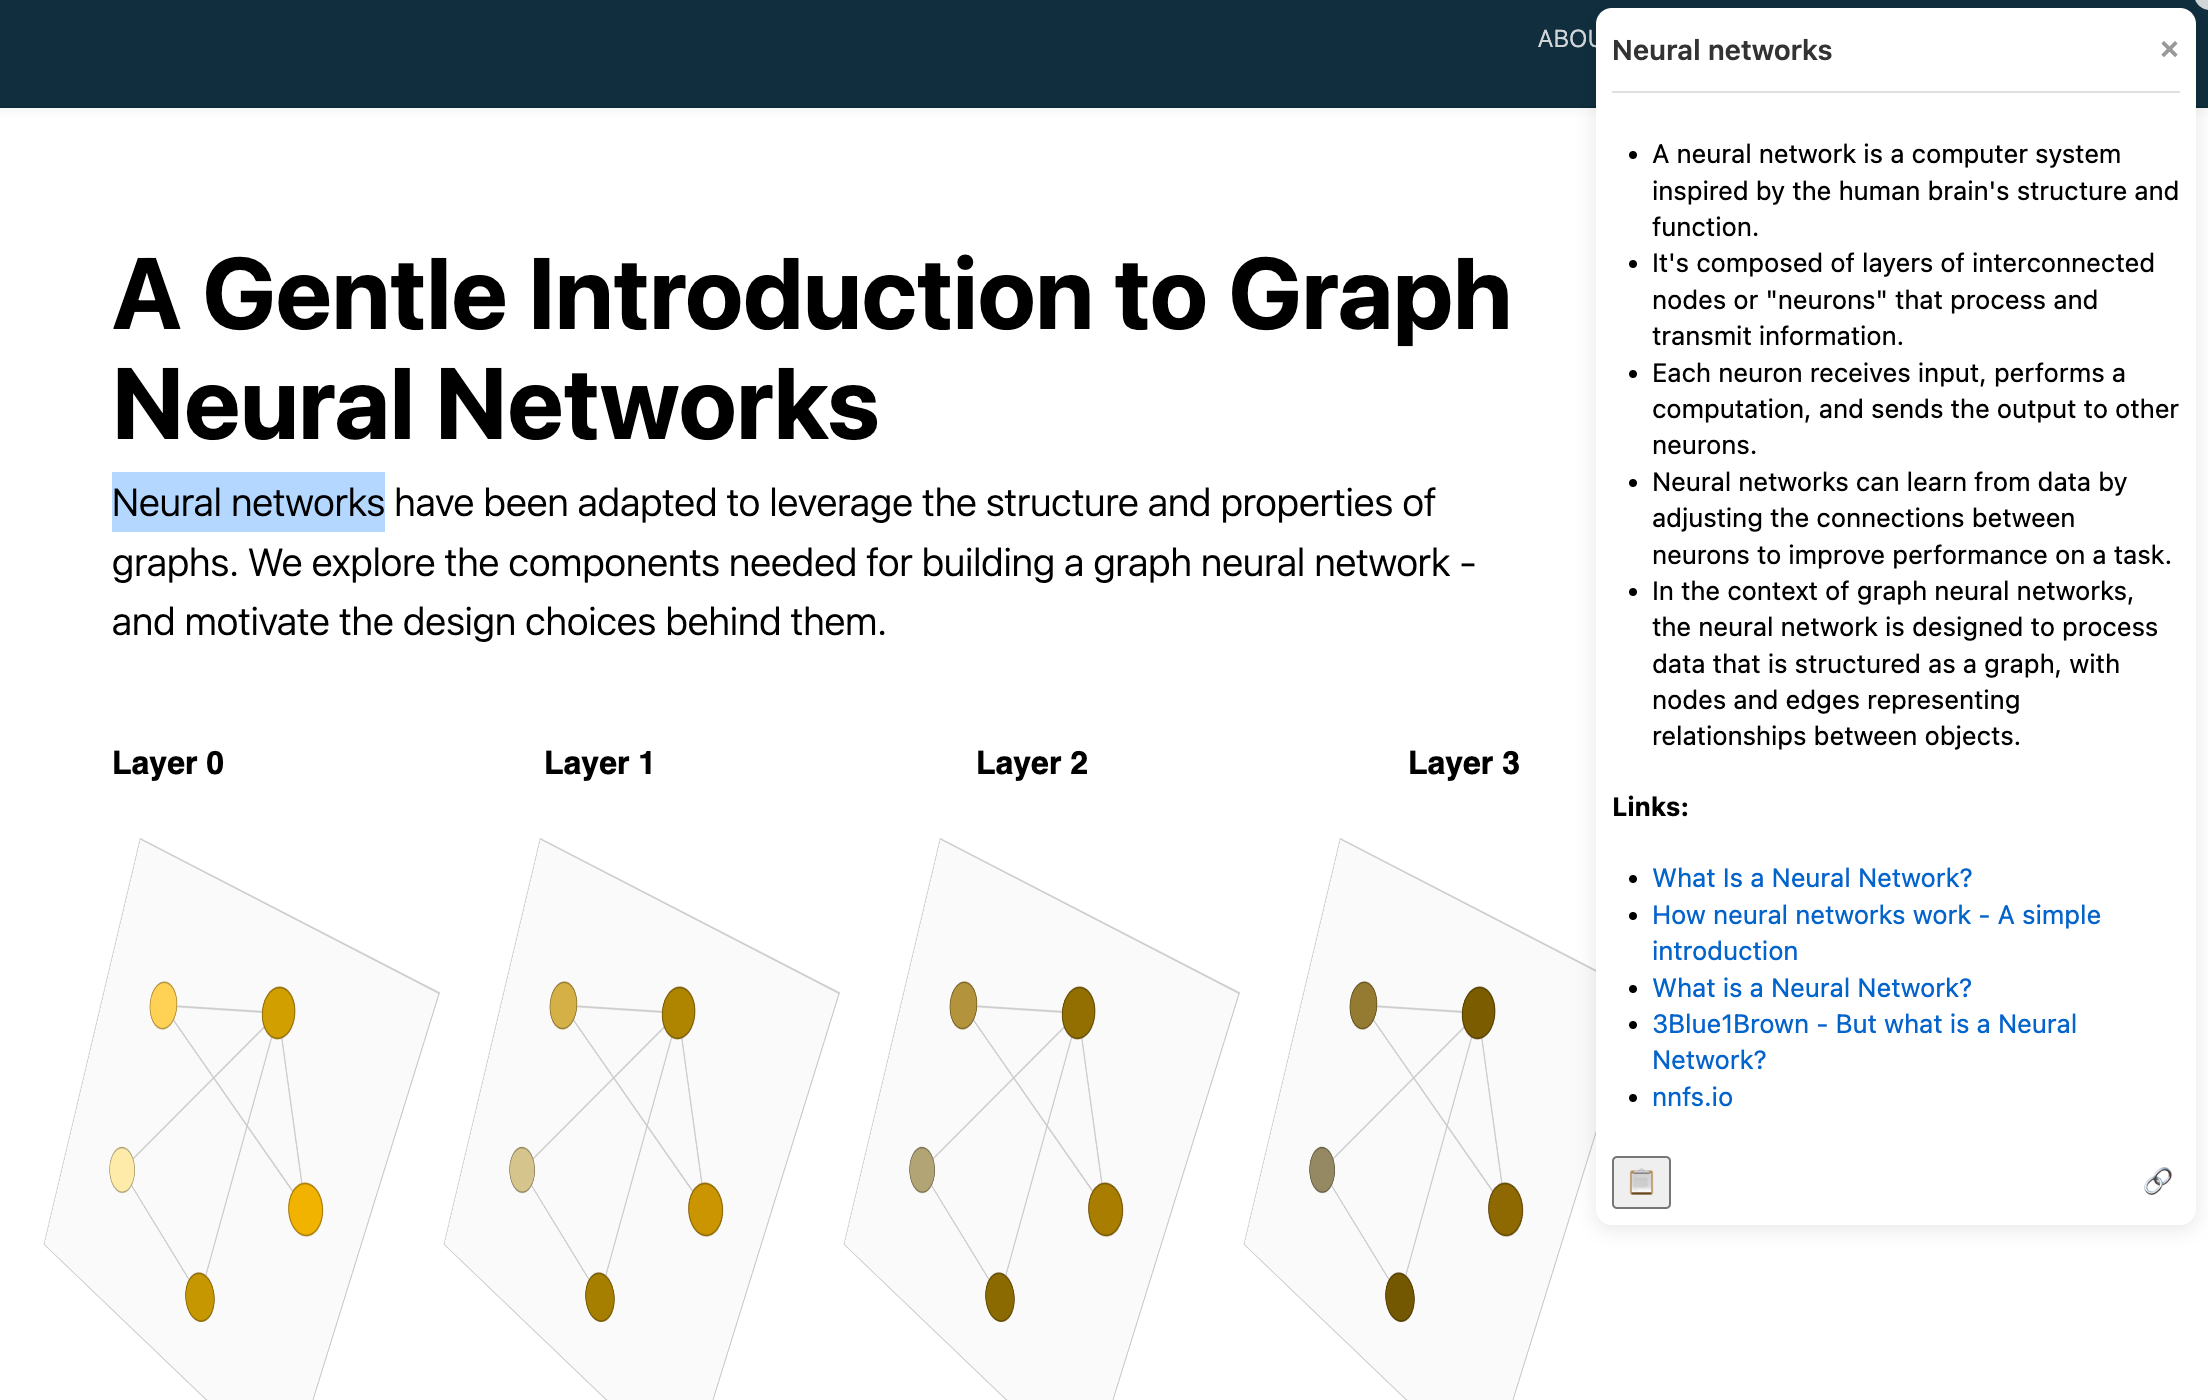 ABOU
A Gentle Introduction to Graph
Neural Networks
Neural networks have been adapted to leverage the structure and properties of
graphs. We explore the components needed for building a graph neural network -
and motivate the design choices behind them.
Layer 0
Layer 1
Layer 2
Layer 3
Neural networks
×
A neural network is a computer system
inspired by the human brain's structure and
function.
It's composed of layers of interconnected
nodes or "neurons" that process and
transmit information.
Each neuron receives input, performs a
computation, and sends the output to other
neurons.
Neural networks can learn from data by
adjusting the connections between
neurons to improve performance on a task.
In the context of graph neural networks,
the neural network is designed to process
data that is structured as a graph, with
nodes and edges representing
relationships between objects.
Links:
What Is a Neural Network?
How neural networks work - A simple
introduction
What is a Neural Network?
3Blue1Brown - But what is a Neural
Network?
nnfs.io